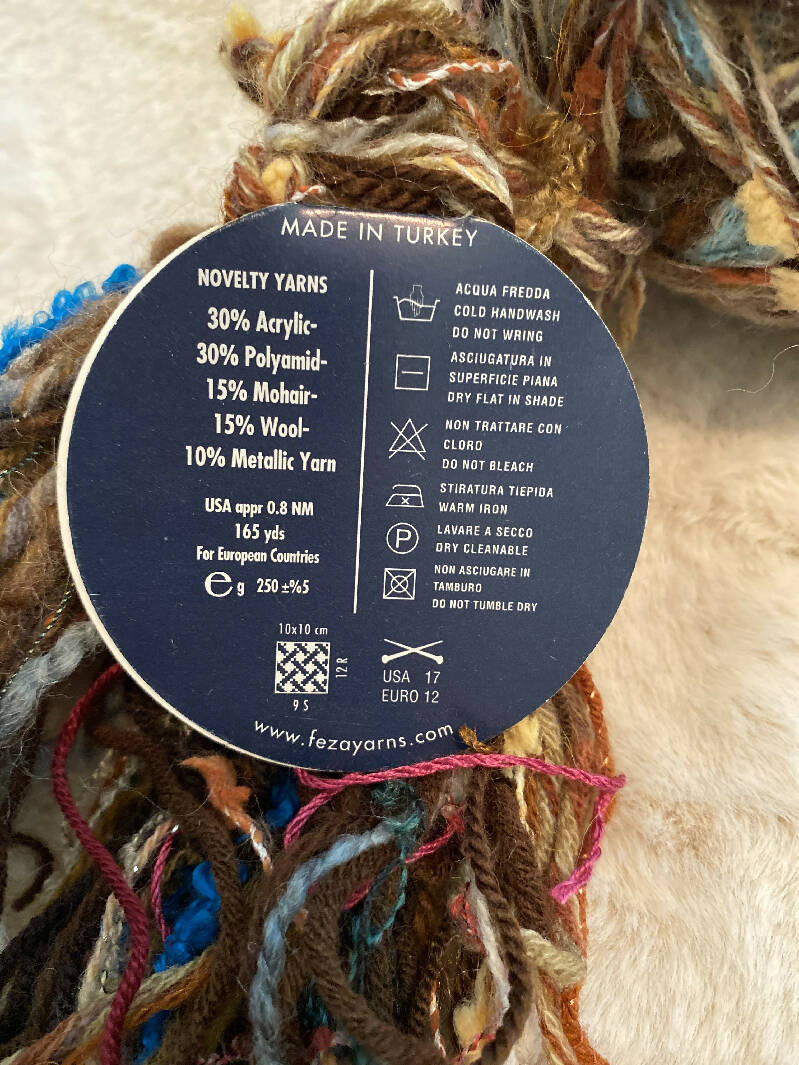 MADE IN TURKEY
NOVELTY YARNS
30% Acrylic-
30% Polyamid-
15% Mohair-
15% Wool-
10% Metallic Yarn
USA appr 0.8 NM
165 yds
For European Countries
℮ g 250 ±%5
ACQUA FREDDA
COLD HANDWASH
DO NOT WRING
ASCIUGATURA IN
SUPERFICIE PIANA
DRY FLAT IN SHADE
NON TRATTARE CON
CLORO
DO NOT BLEACH
STIRATURA TIEPIDA
WARM IRON
P
LAVARE A SECCO
DRY CLEANABLE
NON ASCIUGARE IN
TAMBURO
DO NOT TUMBLE DRY
10x10 cm
12 R
9 S
USA 17
EURO 12
www.fezayarns.com